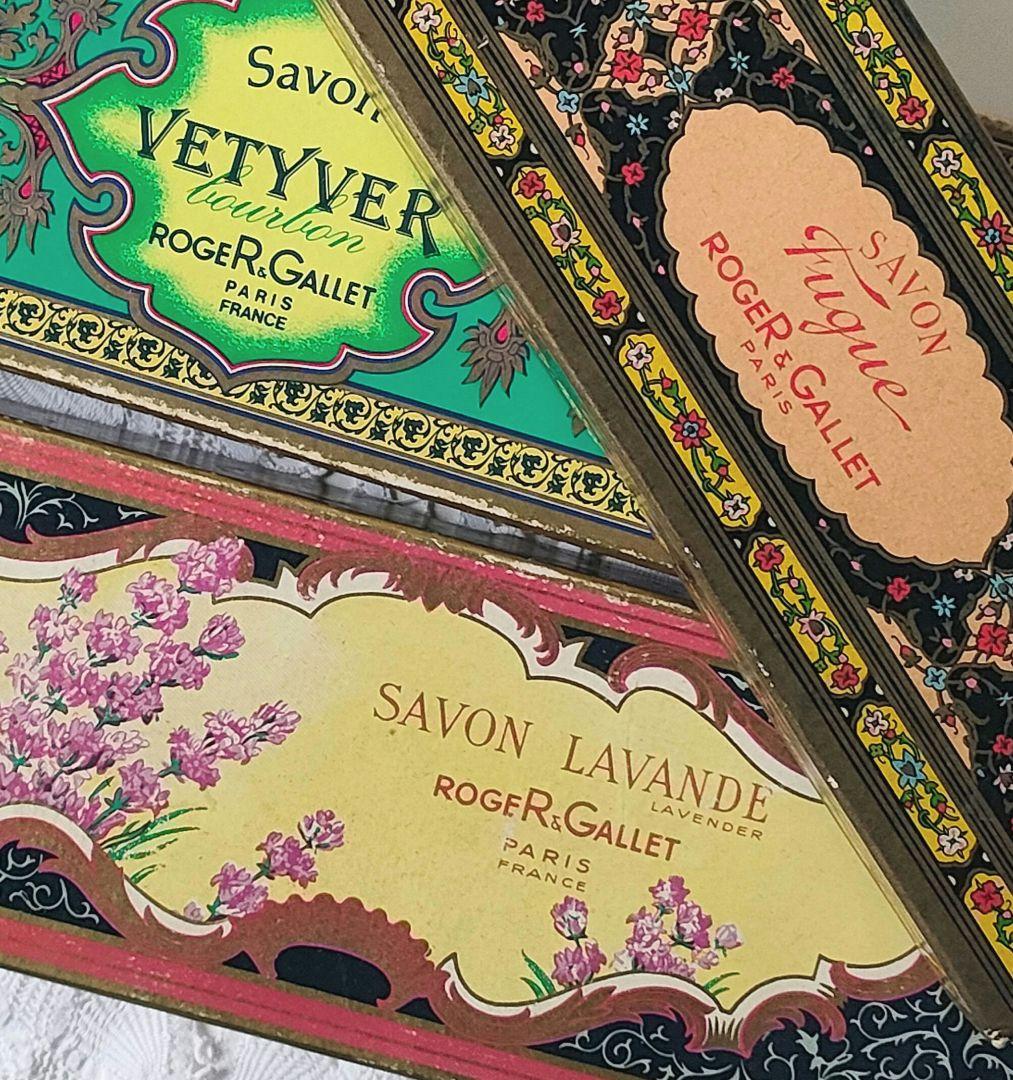 Savon
VETYVER
bourbon
ROGER & GALLET
PARIS
FRANCE
SAVON
Fugue
ROGER & GALLET
PARIS
SAVON LAVANDE
LAVENDER
ROGER & GALLET
PARIS
FRANCE